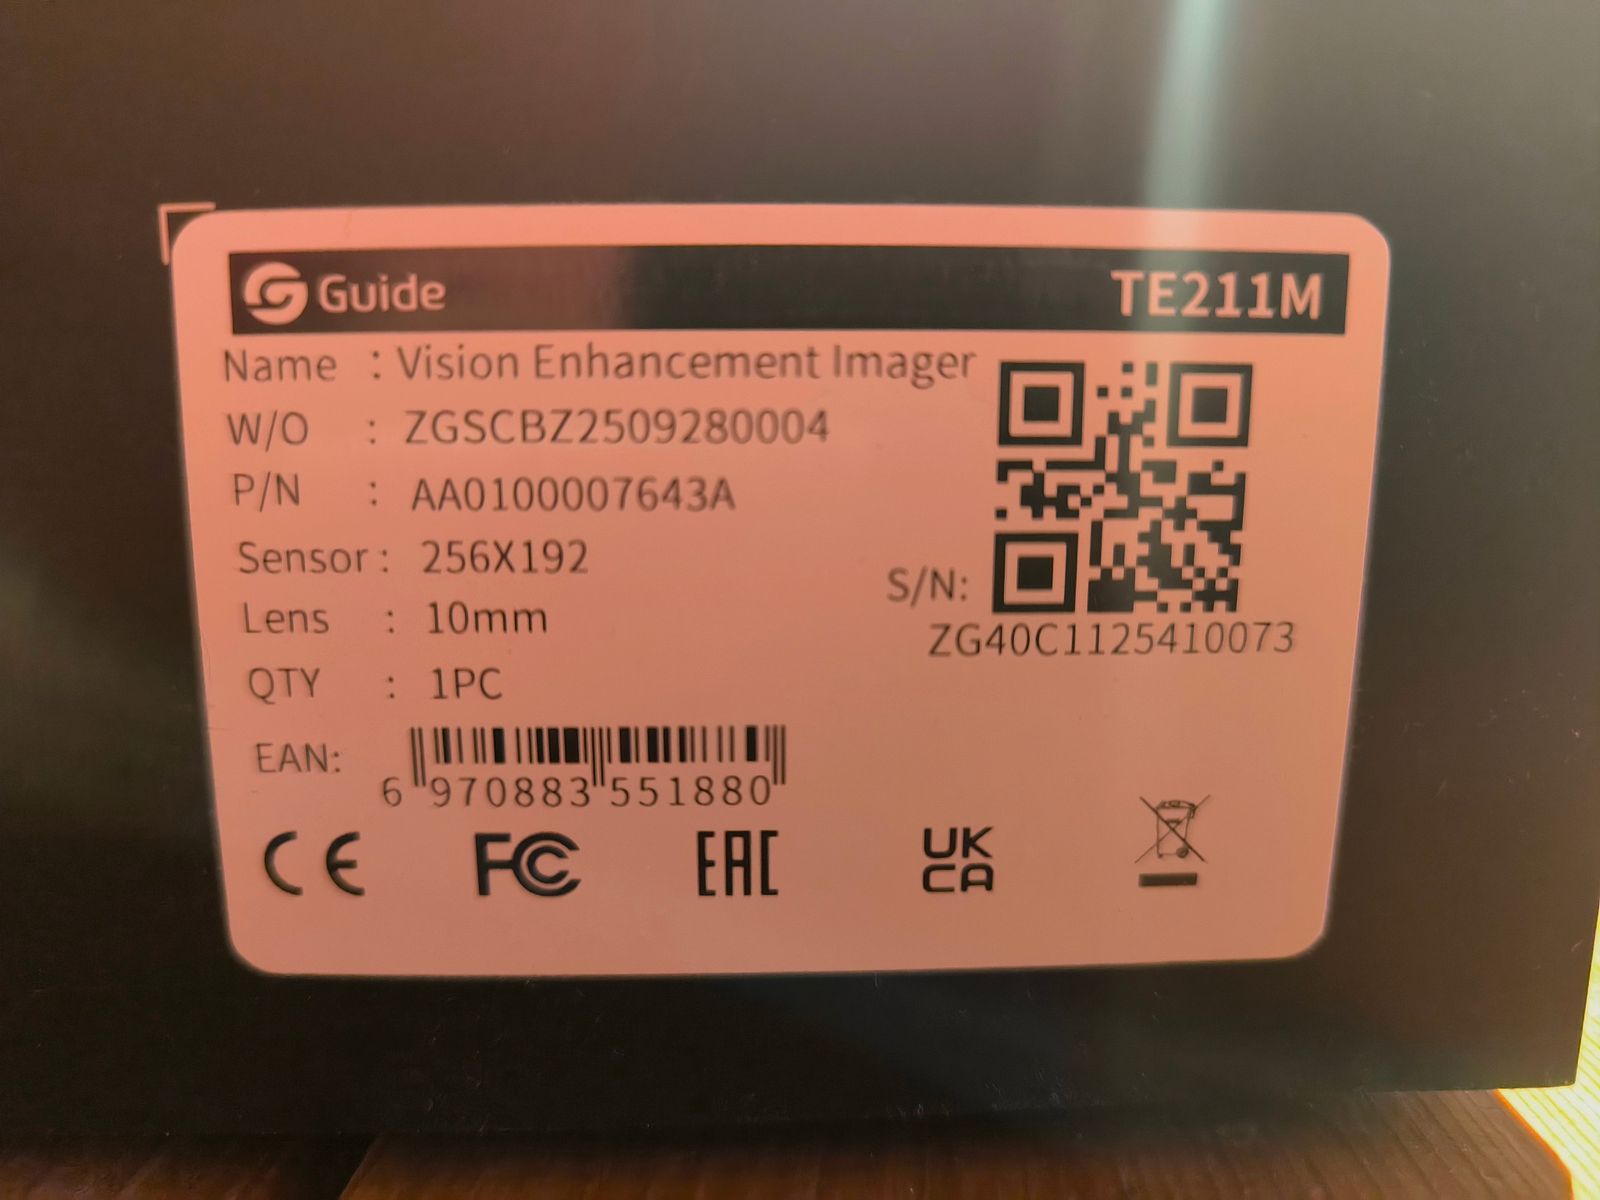 Guide TE211M
Name : Vision Enhancement Imager
W/O : ZGSCBZ2509280004
P/N : AA0100007643A
Sensor : 256X192
Lens : 10mm
S/N:
ZG40C1125410073
QTY : 1PC
EAN:
6 970883 551880
CE FC EAC UK CA